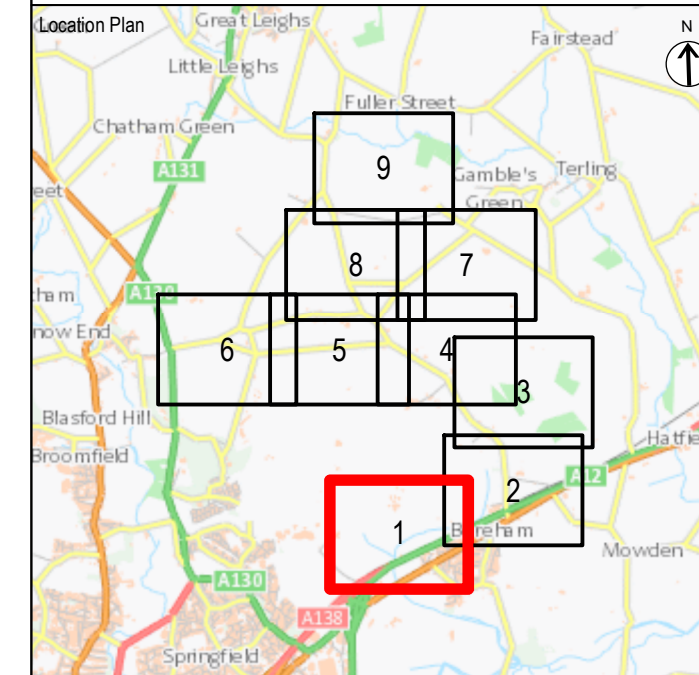 Location Plan
Great Leighs
N
Fairstead
Little Leighs
Fuller Street
Chatham Green
9
A131
Gamble's
Green
Terling
eet
8
7
ham
A130
now End
6
5
4
3
Blasford Hill
Broomfield
Hatfie
A12
2
1
Boreham
Mowden
A130
A138
Springfield